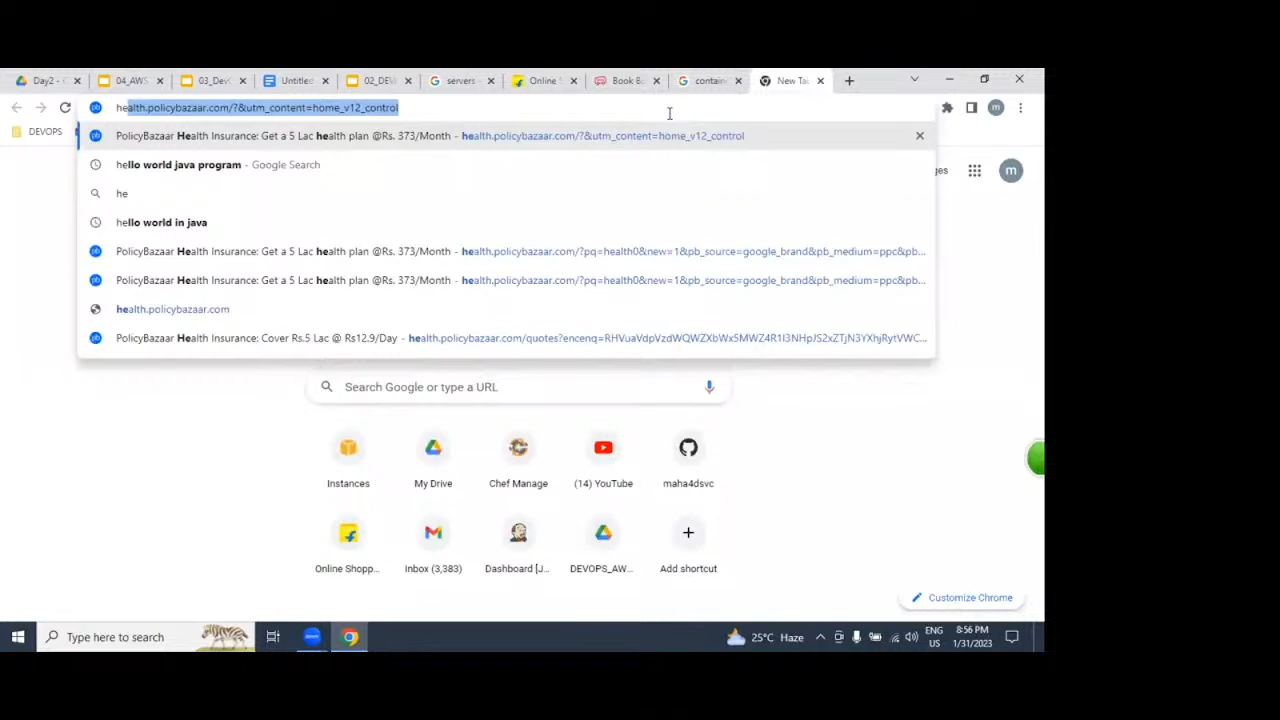 Day2 - 
04_AWS
03_Dev
Untitle
02_DEV
servers -
Online
Book B
contain
New Ta
health.policybazaar.com/?&utm_content=home_v12_control
m
DEVOPS
PolicyBazaar Health Insurance: Get a 5 Lac health plan @Rs. 373/Month - health.policybazaar.com/?&utm_content=home_v12_control
hello world java program - Google Search
ges
m
he
hello world in java
PolicyBazaar Health Insurance: Get a 5 Lac health plan @Rs. 373/Month - health.policybazaar.com/?pq=health0&new=1&pb_source=google_brand&pb_medium=ppc&pb...
PolicyBazaar Health Insurance: Get a 5 Lac health plan @Rs. 373/Month - health.policybazaar.com/?pq=health0&new=1&pb_source=google_brand&pb_medium=ppc&pb...
health.policybazaar.com
PolicyBazaar Health Insurance: Cover Rs.5 Lac @ Rs12.9/Day - health.policybazaar.com/quotes?encenq=RHVuaVdpVzdWQWZXbWx5MWZ4R1I3NHpJS2xZTjN3YXhjRytVWC...
Search Google or type a URL
Instances
My Drive
Chef Manage
(14) YouTube
maha4dsvc
Online Shopp...
Inbox (3,383)
Dashboard [J...
DEVOPS_AW...
Add shortcut
Customize Chrome
Type here to search
25°C Haze
ENG
US
8:56 PM
1/31/2023